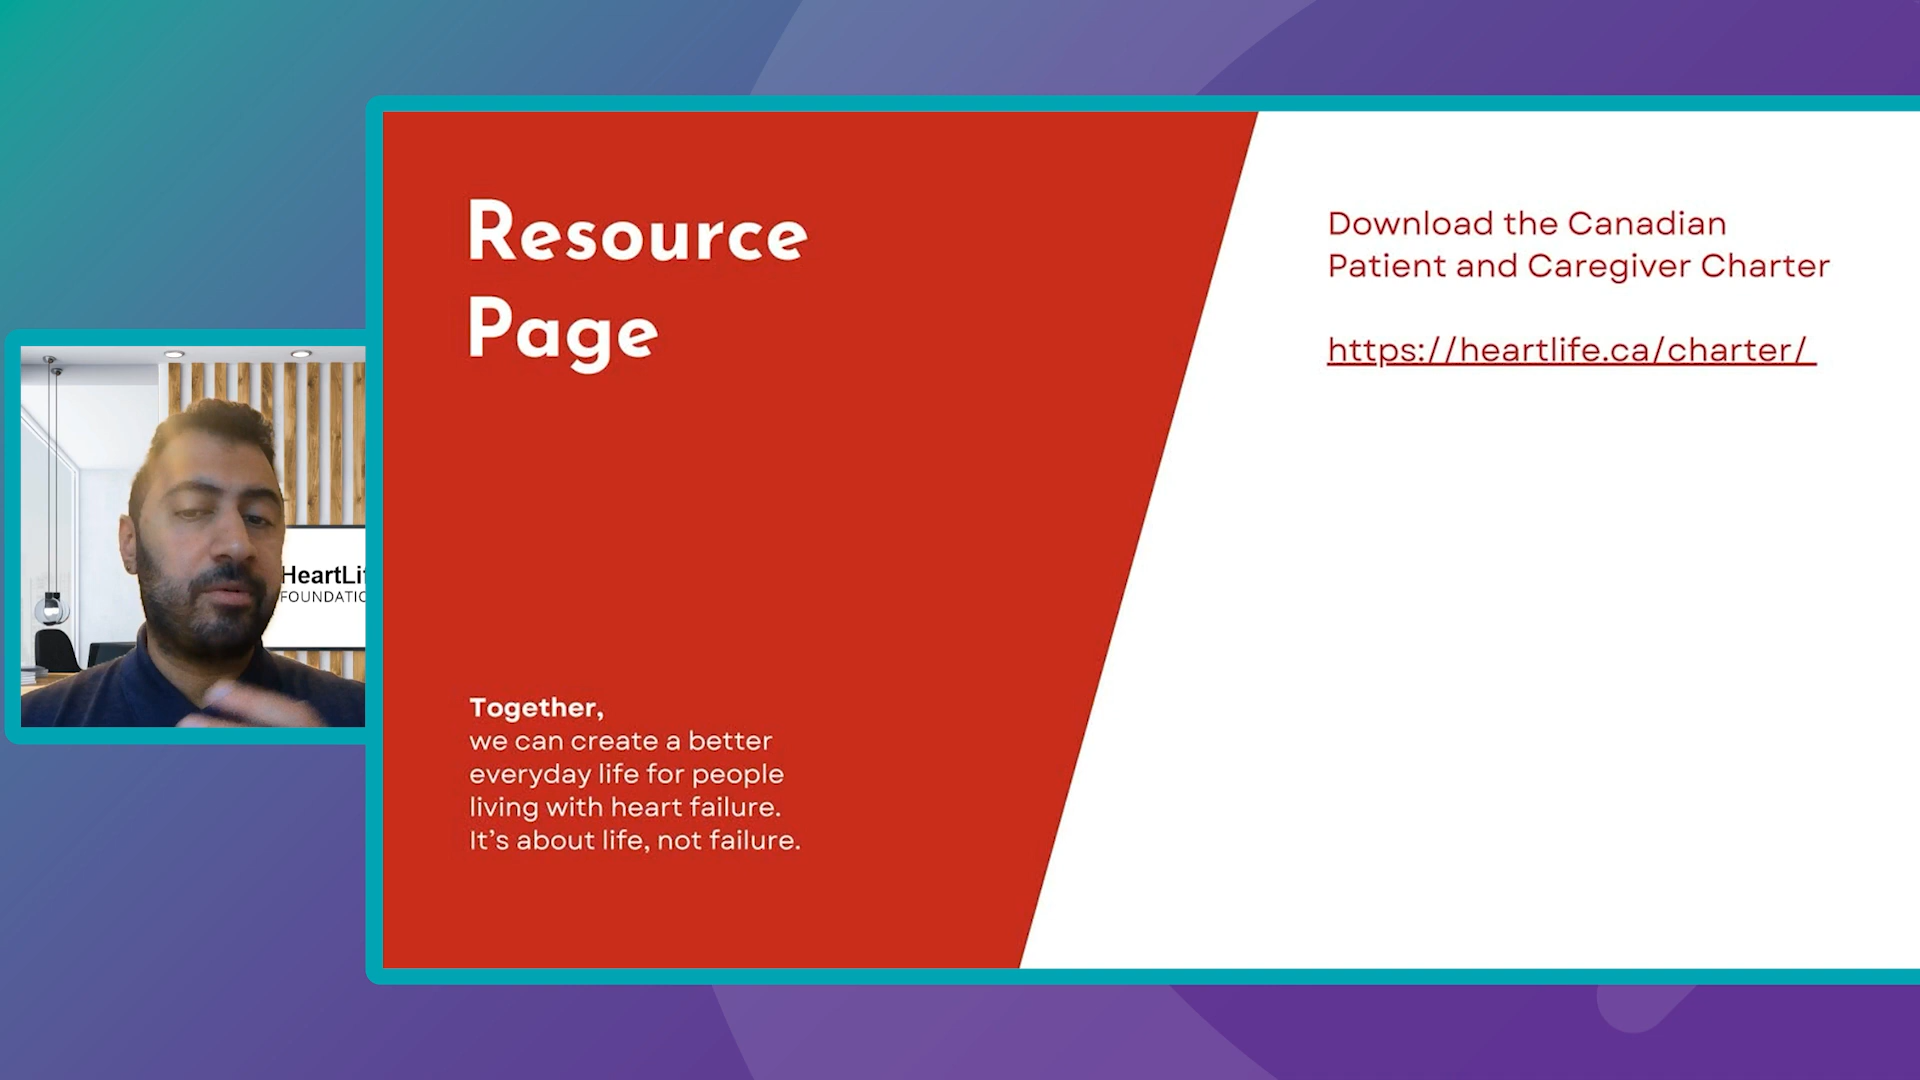 Resource
Page
Download the Canadian
Patient and Caregiver Charter
https://heartlife.ca/charter/
HeartLif
FOUNDATIO
Together,
we can create a better
everyday life for people
living with heart failure.
It’s about life, not failure.